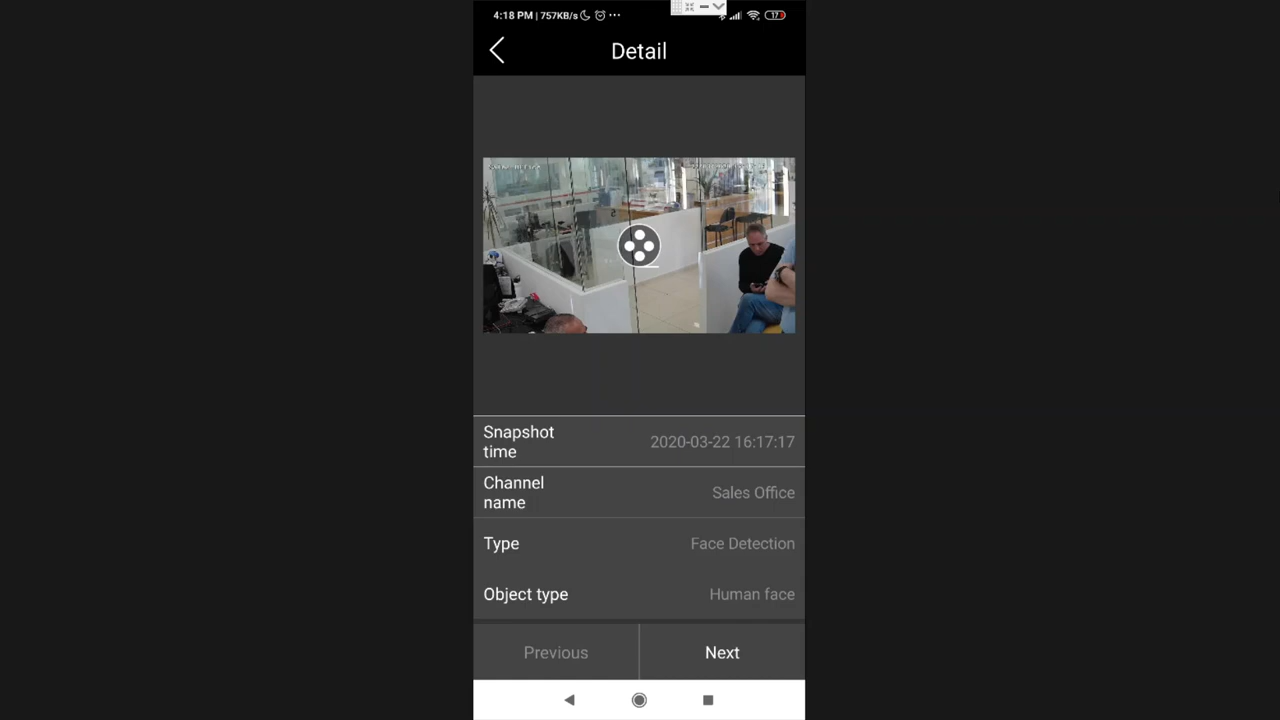 4:18 PM | 757KB/s ... 17
Detail
Snapshot time
2020-03-22 16:17:17
Channel name
Sales Office
Type
Face Detection
Object type
Human face
Previous
Next